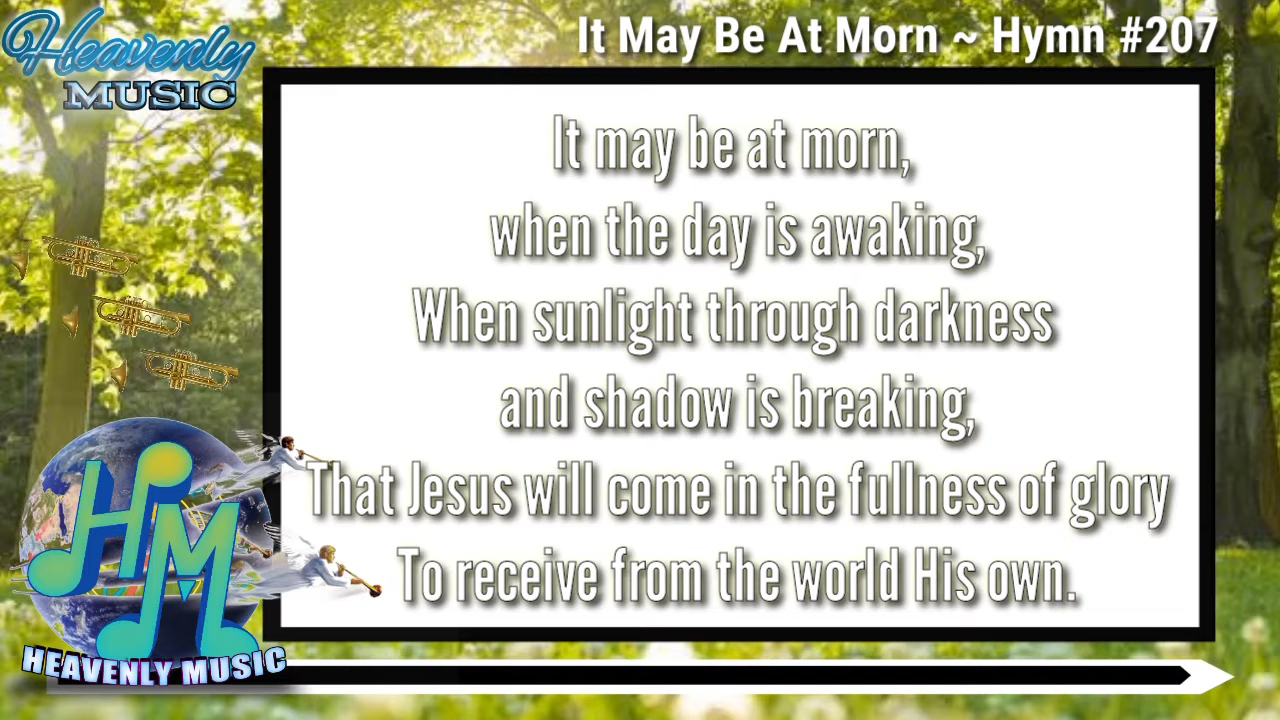 Heavenly
MUSIC
It May Be At Morn ~ Hymn #207
It may be at morn,
when the day is awaking,
When sunlight through darkness
and shadow is breaking,
That Jesus will come in the fullness of glory
To receive from the world His own.
HM
HEAVENLY MUSIC